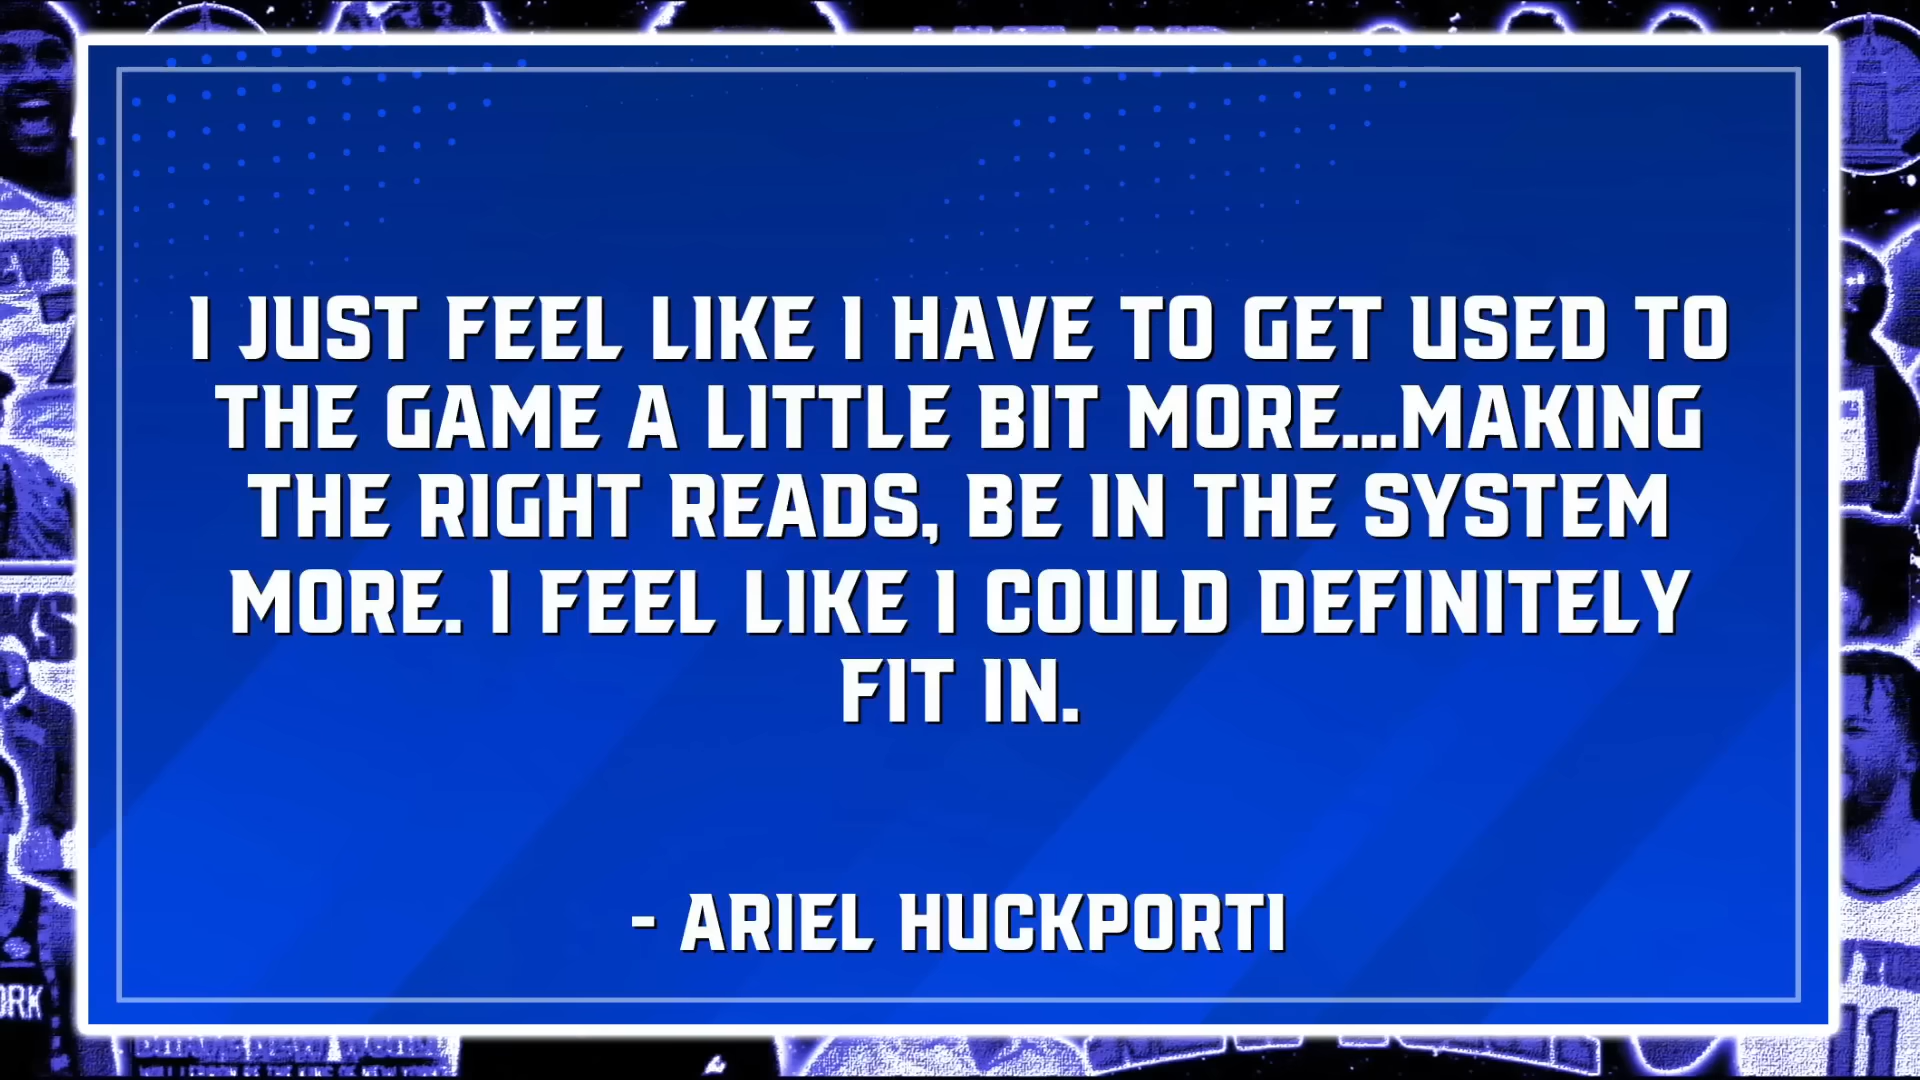 I JUST FEEL LIKE I HAVE TO GET USED TO
THE GAME A LITTLE BIT MORE...MAKING
THE RIGHT READS, BE IN THE SYSTEM
MORE. I FEEL LIKE I COULD DEFINITELY
FIT IN.
- ARIEL HUCKPORTI